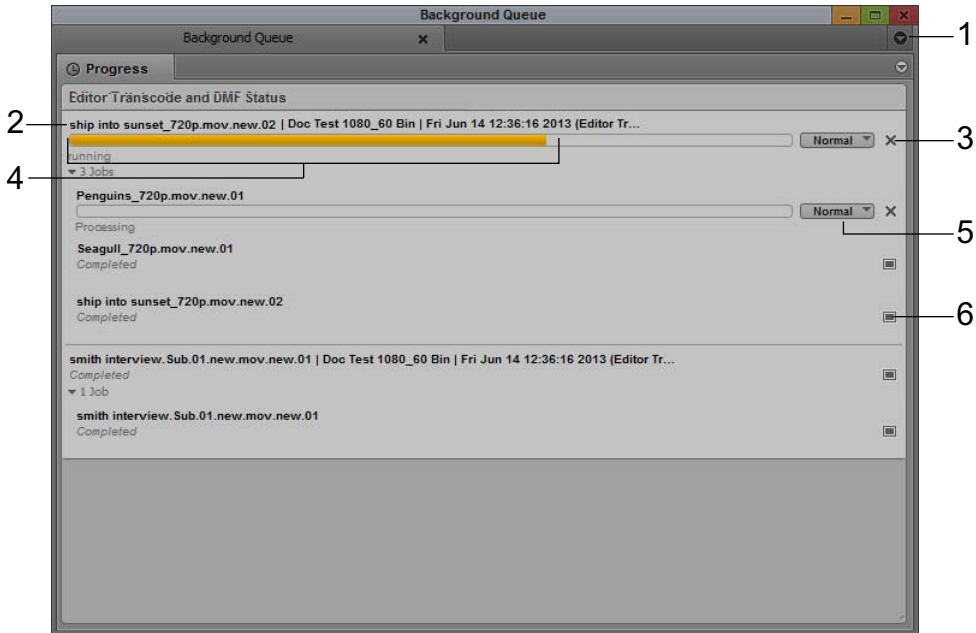 Background Queue
Background Queue
1
Progress
Editor Transcode and DMF Status
2 ship into sunset_720p.mov.new.02 | Doc Test 1080_60 Bin | Fri Jun 14 12:36:16 2013 (Editor Tr...
Normal 3
running
4
3 Jobs
Penguins_720p.mov.new.01
Normal
Processing
5
Seagull_720p.mov.new.01
Completed
ship into sunset_720p.mov.new.02
Completed
6
smith interview.Sub.01.new.mov.new.01 | Doc Test 1080_60 Bin | Fri Jun 14 12:36:16 2013 (Editor Tr...
Completed
1 Job
smith interview.Sub.01.new.mov.new.01
Completed